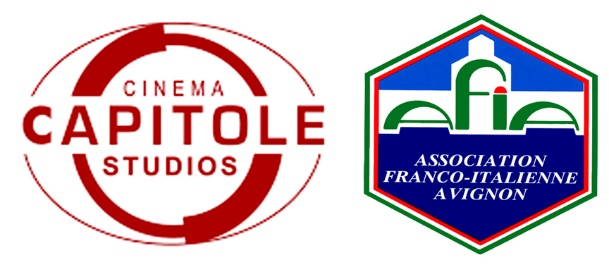 CINEMA
CAPITOLE
STUDIOS
afia
ASSOCIATION
FRANCO-ITALIENNE
AVIGNON